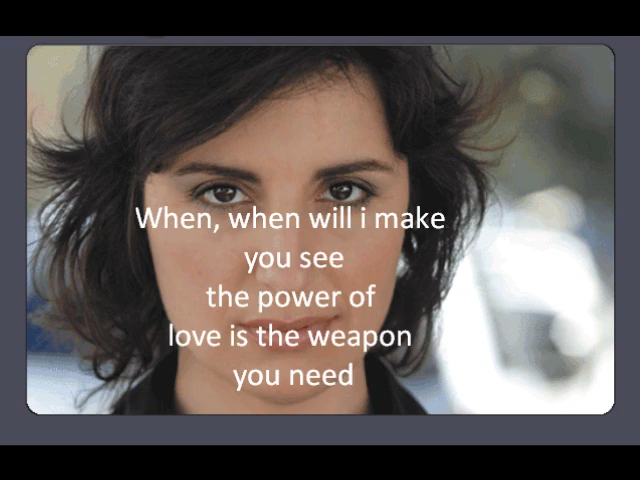 When, when will i make
you see
the power of
love is the weapon
you need